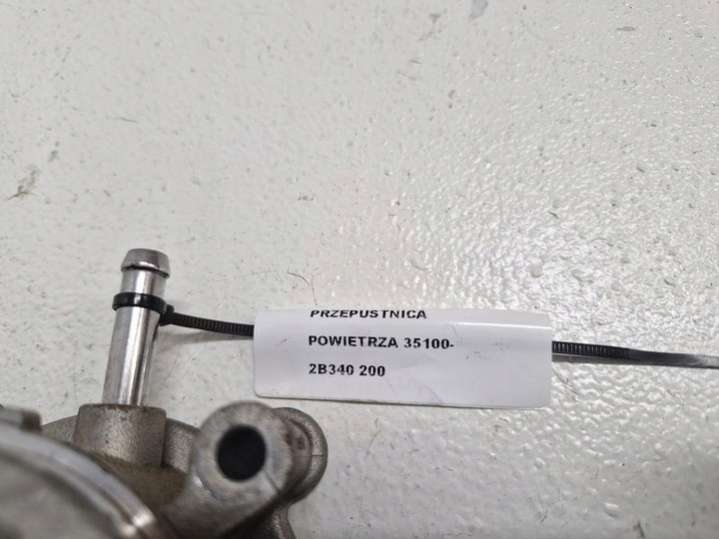 PRZEPUSTNICA
POWIETRZA 35100-
2B340 200